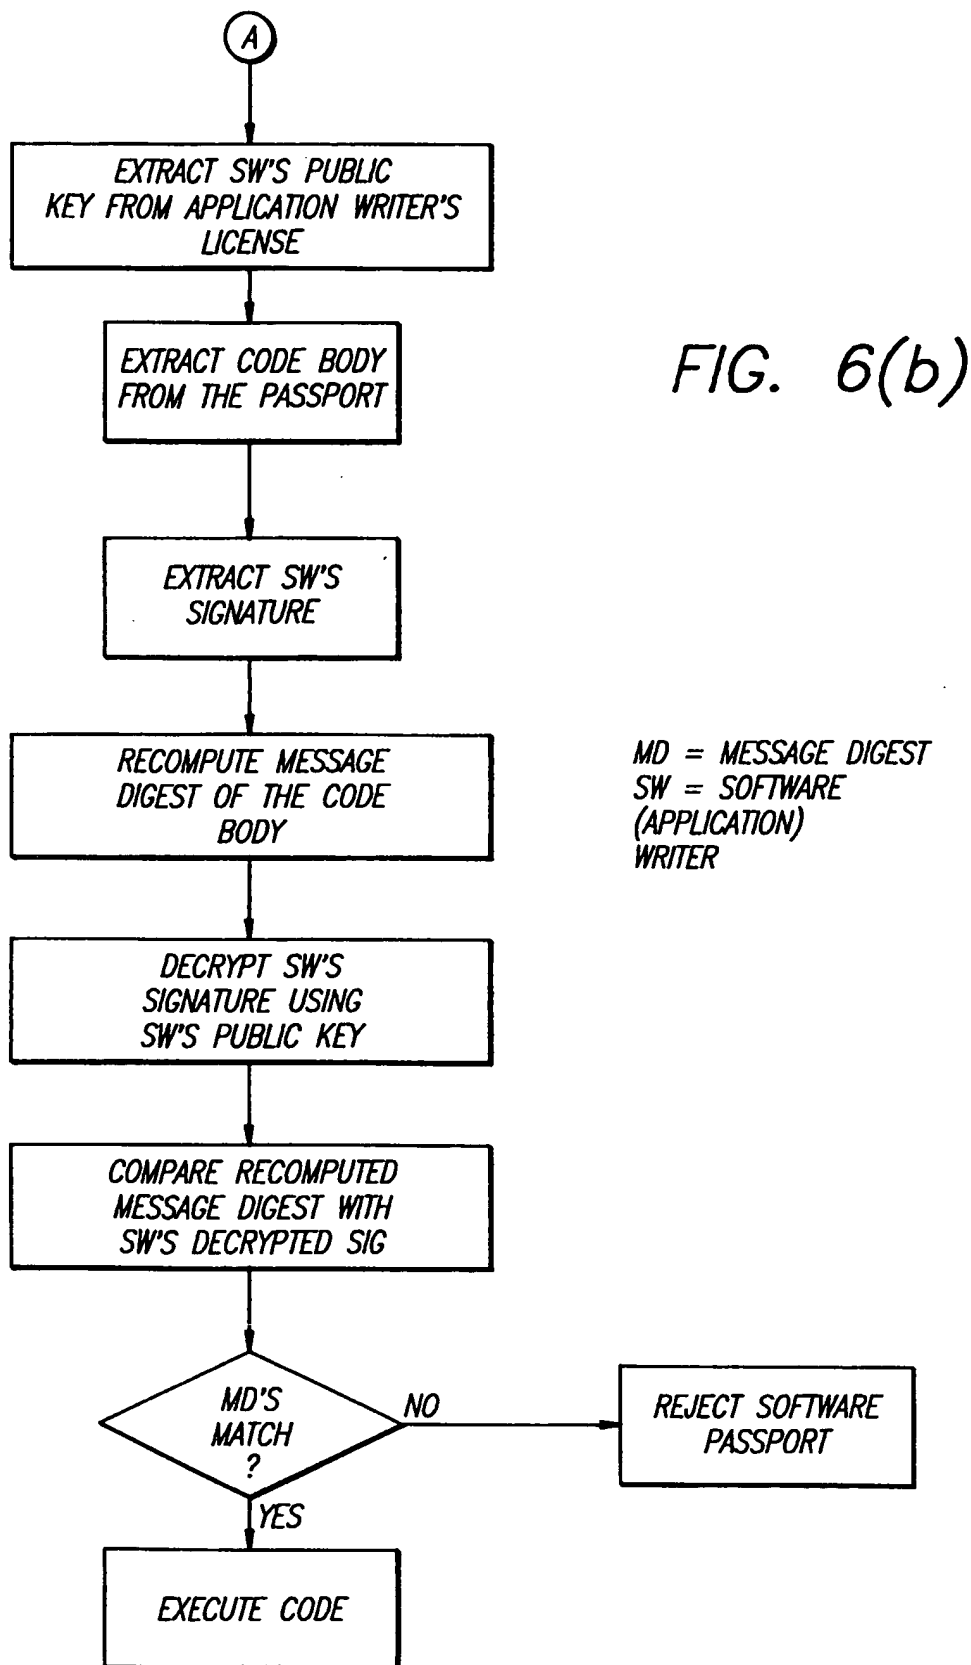 A
EXTRACT SW'S PUBLIC
KEY FROM APPLICATION WRITER'S
LICENSE
EXTRACT CODE BODY
FROM THE PASSPORT
FIG. 6(b)
EXTRACT SW'S
SIGNATURE
RECOMPUTE MESSAGE
DIGEST OF THE CODE
BODY
MD = MESSAGE DIGEST
SW = SOFTWARE
(APPLICATION)
WRITER
DECRYPT SW'S
SIGNATURE USING
SW'S PUBLIC KEY
COMPARE RECOMPUTED
MESSAGE DIGEST WITH
SW'S DECRYPTED SIG
MD'S
MATCH
?
NO
REJECT SOFTWARE
PASSPORT
YES
EXECUTE CODE